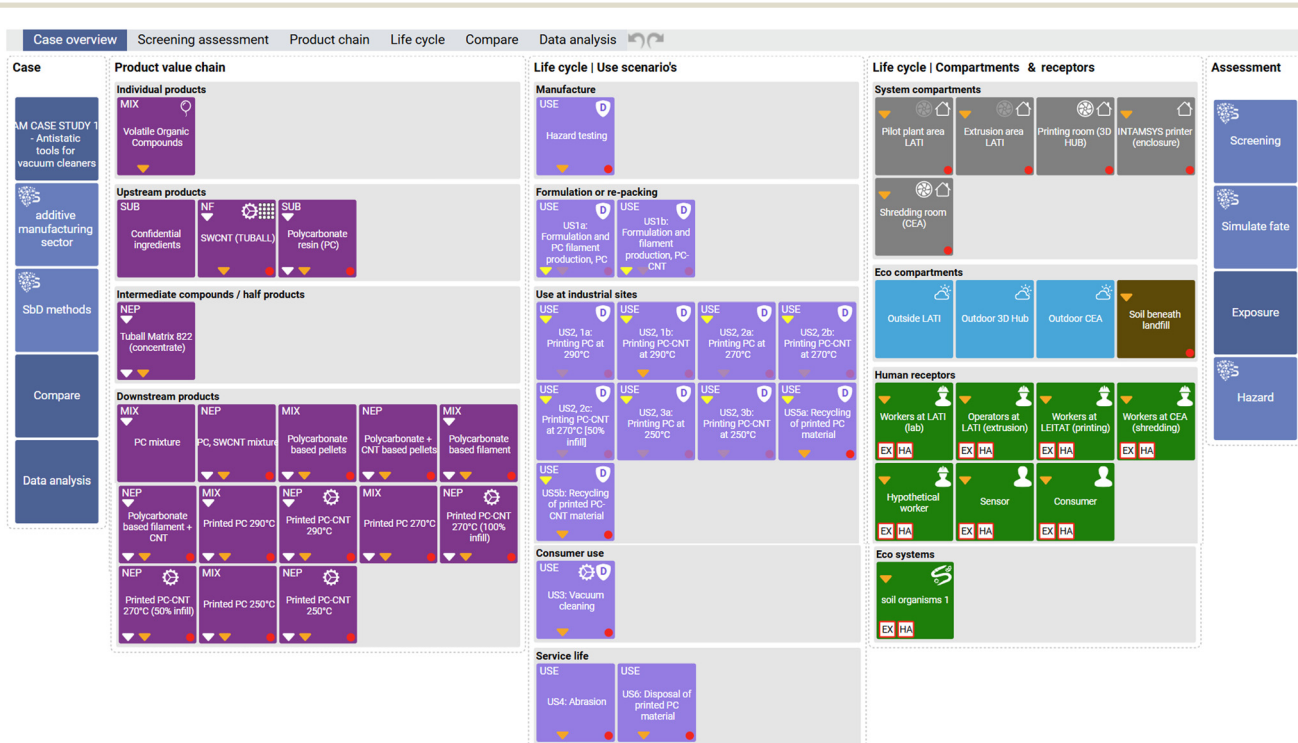 Case overview Screening assessment Product chain Life cycle Compare Data analysis
Case
AM CASE STUDY 1
- Antistatic
tools for
vacuum cleaners
additive
manufacturing
sector
SbD methods
Compare
Data analysis
Product value chain
Individual products
MIX
Volatile Organic
Compounds
Upstream products
SUB
Confidential
ingredients
NF
SWCNT (TUBALL)
SUB
Polycarbonate
resin (PC)
Intermediate compounds / half products
NEP
Tuball Matrix 822
(concentrate)
Downstream products
MIX
PC mixture
NEP
PC, SWCNT mixture
MIX
Polycarbonate
based pellets
NEP
Polycarbonate +
CNT based pellets
MIX
Polycarbonate
based filament
NEP
Polycarbonate
based filament +
CNT
MIX
Printed PC 290°C
NEP
Printed PC-CNT
290°C
MIX
Printed PC 270°C
NEP
Printed PC-CNT
270°C (100%
infill)
NEP
Printed PC-CNT
270°C (50% infill)
MIX
Printed PC 250°C
NEP
Printed PC-CNT
250°C
Life cycle | Use scenario's
Manufacture
USE D
Hazard testing
Formulation or re-packing
USE D
US1a:
Formulation and
PC filament
production, PC
USE D
US1b:
Formulation and
filament
production, PC-
CNT
Use at industrial sites
USE D
US2, 1a:
Printing PC at
290°C
USE D
US2, 1b:
Printing PC-CNT
at 290°C
USE D
US2, 2a:
Printing PC at
270°C
USE D
US2, 2b:
Printing PC-CNT
at 270°C
USE D
US2, 2c:
Printing PC-CNT
at 270°C [50%
infill]
USE D
US2, 3a:
Printing PC at
250°C
USE D
US2, 3b:
Printing PC-CNT
at 250°C
USE D
US5a: Recycling
of printed PC
material
USE D
US5b: Recycling
of printed PC-
CNT material
Consumer use
USE D
US3: Vacuum
cleaning
Service life
USE
US4: Abrasion
USE
US6: Disposal of
printed PC
material
Life cycle | Compartments & receptors
System compartments
Pilot plant area
LATI
Extrusion area
LATI
Printing room (3D
HUB)
INTAMSYS printer
(enclosure)
Shredding room
(CEA)
Eco compartments
Outside LATI
Outdoor 3D Hub
Outdoor CEA
Soil beneath
landfill
Human receptors
Workers at LATI
(lab)
EX HA
Operators at
LATI (extrusion)
EX HA
Workers at
LEITAT (printing)
EX HA
Workers at CEA
(shredding)
EX HA
Hypothetical
worker
EX HA
Sensor
EX HA
Consumer
EX HA
Eco systems
soil organisms 1
EX HA
Assessment
Screening
Simulate fate
Exposure
Hazard